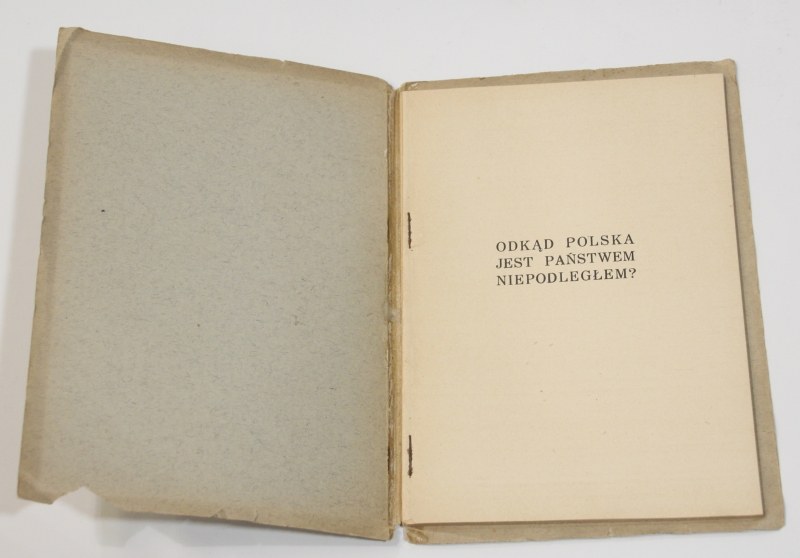 ODKĄD POLSKA
JEST PAŃSTWEM
NIEPODLEGŁEM?